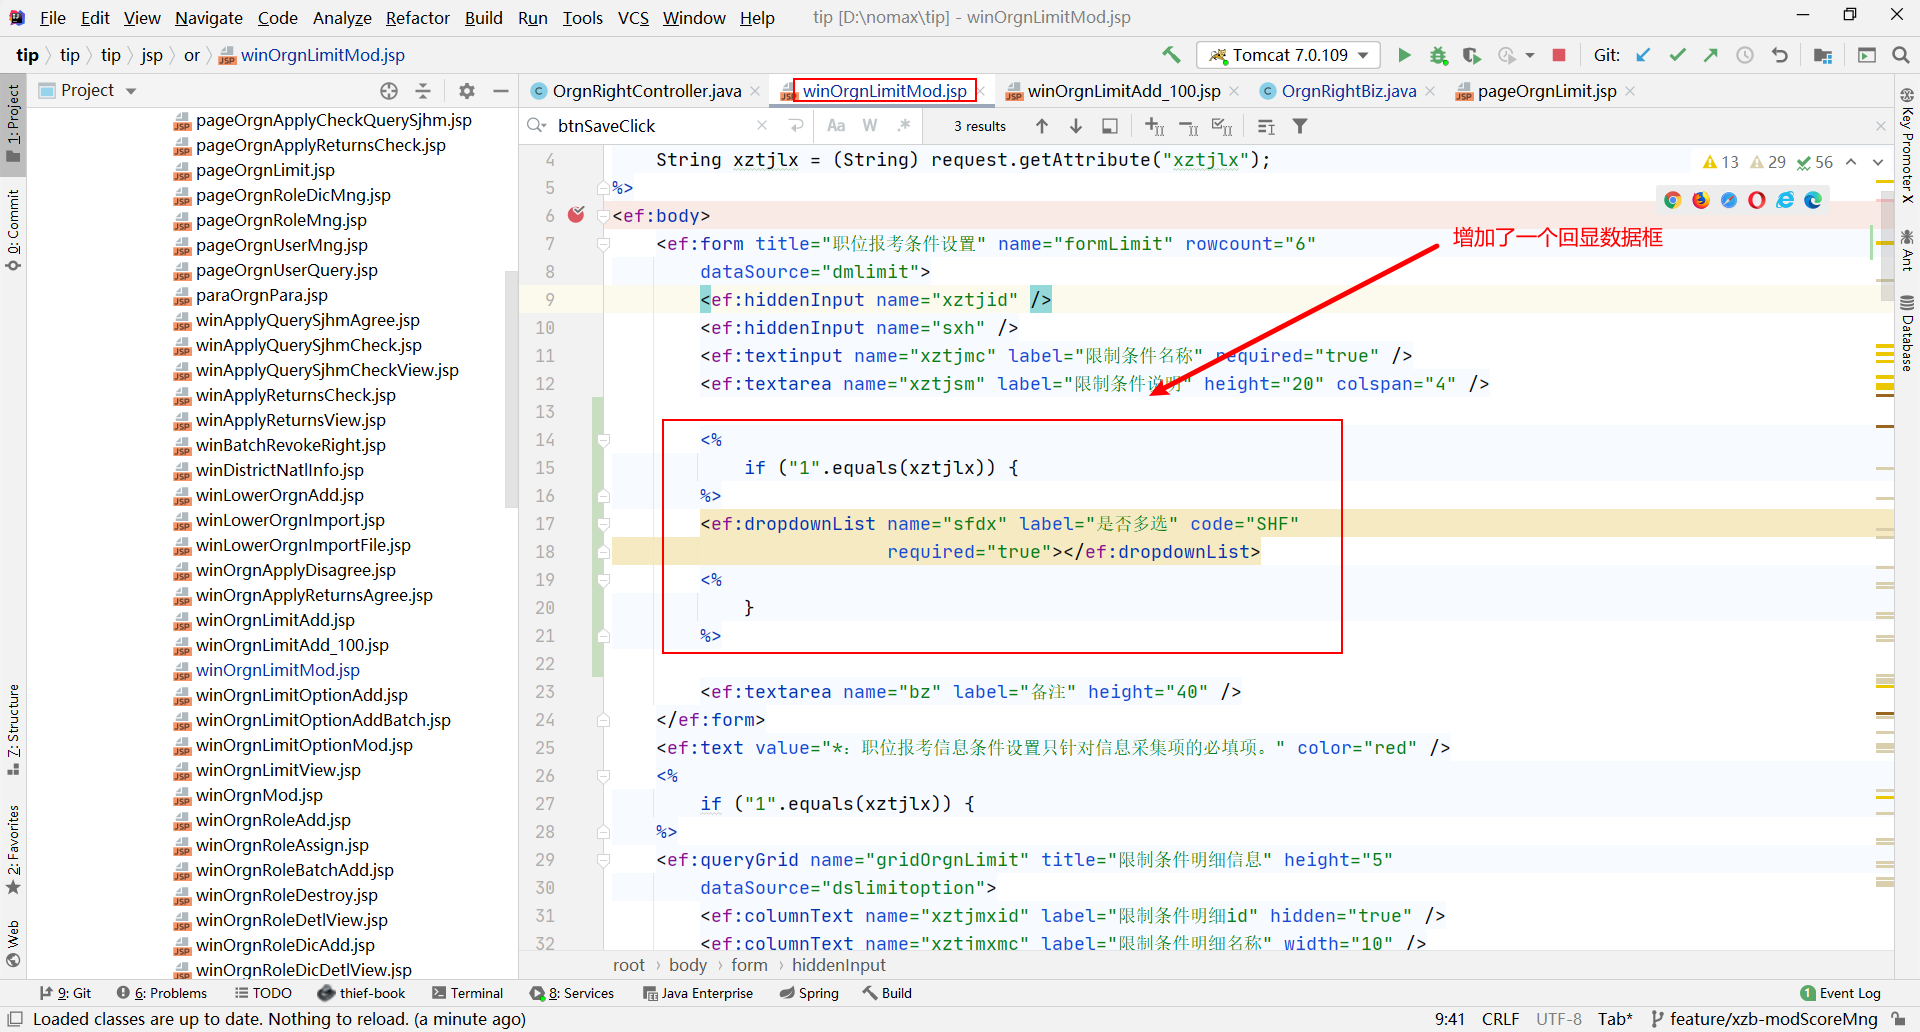 File Edit View Navigate Code Analyze Refactor Build Run Tools VCS Window Help tip [D:\nomax\tip] - winOrgnLimitMod.jsp
tip tip tip jsp or winOrgnLimitMod.jsp Tomcat 7.0.109 Git:
Project OrgnRightController.java winOrgnLimitMod.jsp winOrgnLimitAdd_100.jsp OrgnRightBiz.java pageOrgnLimit.jsp
btnSaveClick Aa W .* 3 results
1: Project
0: Commit
7: Structure
2: Favorites
Web
pageOrgnApplyCheckQuerySjhm.jsp
pageOrgnApplyReturnsCheck.jsp
pageOrgnLimit.jsp
pageOrgnRoleDicMng.jsp
pageOrgnRoleMng.jsp
pageOrgnUserMng.jsp
pageOrgnUserQuery.jsp
paraOrgnPara.jsp
winApplyQuerySjhmAgree.jsp
winApplyQuerySjhmCheck.jsp
winApplyQuerySjhmCheckView.jsp
winApplyReturnsCheck.jsp
winApplyReturnsView.jsp
winBatchRevokeRight.jsp
winDistrictNatlInfo.jsp
winLowerOrgnAdd.jsp
winLowerOrgnImport.jsp
winLowerOrgnImportFile.jsp
winOrgnApplyDisagree.jsp
winOrgnApplyReturnsAgree.jsp
winOrgnLimitAdd.jsp
winOrgnLimitAdd_100.jsp
winOrgnLimitMod.jsp
winOrgnLimitOptionAdd.jsp
winOrgnLimitOptionAddBatch.jsp
winOrgnLimitOptionMod.jsp
winOrgnLimitView.jsp
winOrgnMod.jsp
winOrgnRoleAdd.jsp
winOrgnRoleAssign.jsp
winOrgnRoleBatchAdd.jsp
winOrgnRoleDestroy.jsp
winOrgnRoleDetlView.jsp
winOrgnRoleDicAdd.jsp
winOrgnRoleDicDetlView.jsp
4 String xztjlx = (String) request.getAttribute("xztjlx"); 13 29 56
5 %>
6 <ef:body>
增加了一个回显数据框
7 <ef:form title="职位报考条件设置" name="formLimit" rowcount="6"
8 dataSource="dmlimit">
9 <ef:hiddenInput name="xztjid" />
10 <ef:hiddenInput name="sxh" />
11 <ef:textinput name="xztjmc" label="限制条件名称" required="true" />
12 <ef:textarea name="xztjsm" label="限制条件说明" height="20" colspan="4" />
13
14 <%
15 if ("1".equals(xztjlx)) {
16 %>
17 <ef:dropdownList name="sfdx" label="是否多选" code="SHF"
18 required="true"></ef:dropdownList>
19 <%
20 }
21 %>
22
23 <ef:textarea name="bz" label="备注" height="40" />
24 </ef:form>
25 <ef:text value="*: 职位报考信息条件设置只针对信息采集项的必填项。" color="red" />
26 <%
27 if ("1".equals(xztjlx)) {
28 %>
29 <ef:queryGrid name="gridOrgnLimit" title="限制条件明细信息" height="5"
30 dataSource="dslimitoption">
31 <ef:columnText name="xztjmxid" label="限制条件明细id" hidden="true" />
32 <ef:columnText name="xztjmxmc" label="限制条件明细名称" width="10" />
root body form hiddenInput
Key Promoter X
Ant
Database
9: Git 6: Problems TODO thief-book Terminal 8: Services Java Enterprise Spring Build 1 Event Log
Loaded classes are up to date. Nothing to reload. (a minute ago) 9:41 CRLF UTF-8 Tab* feature/xzb-modScoreMng